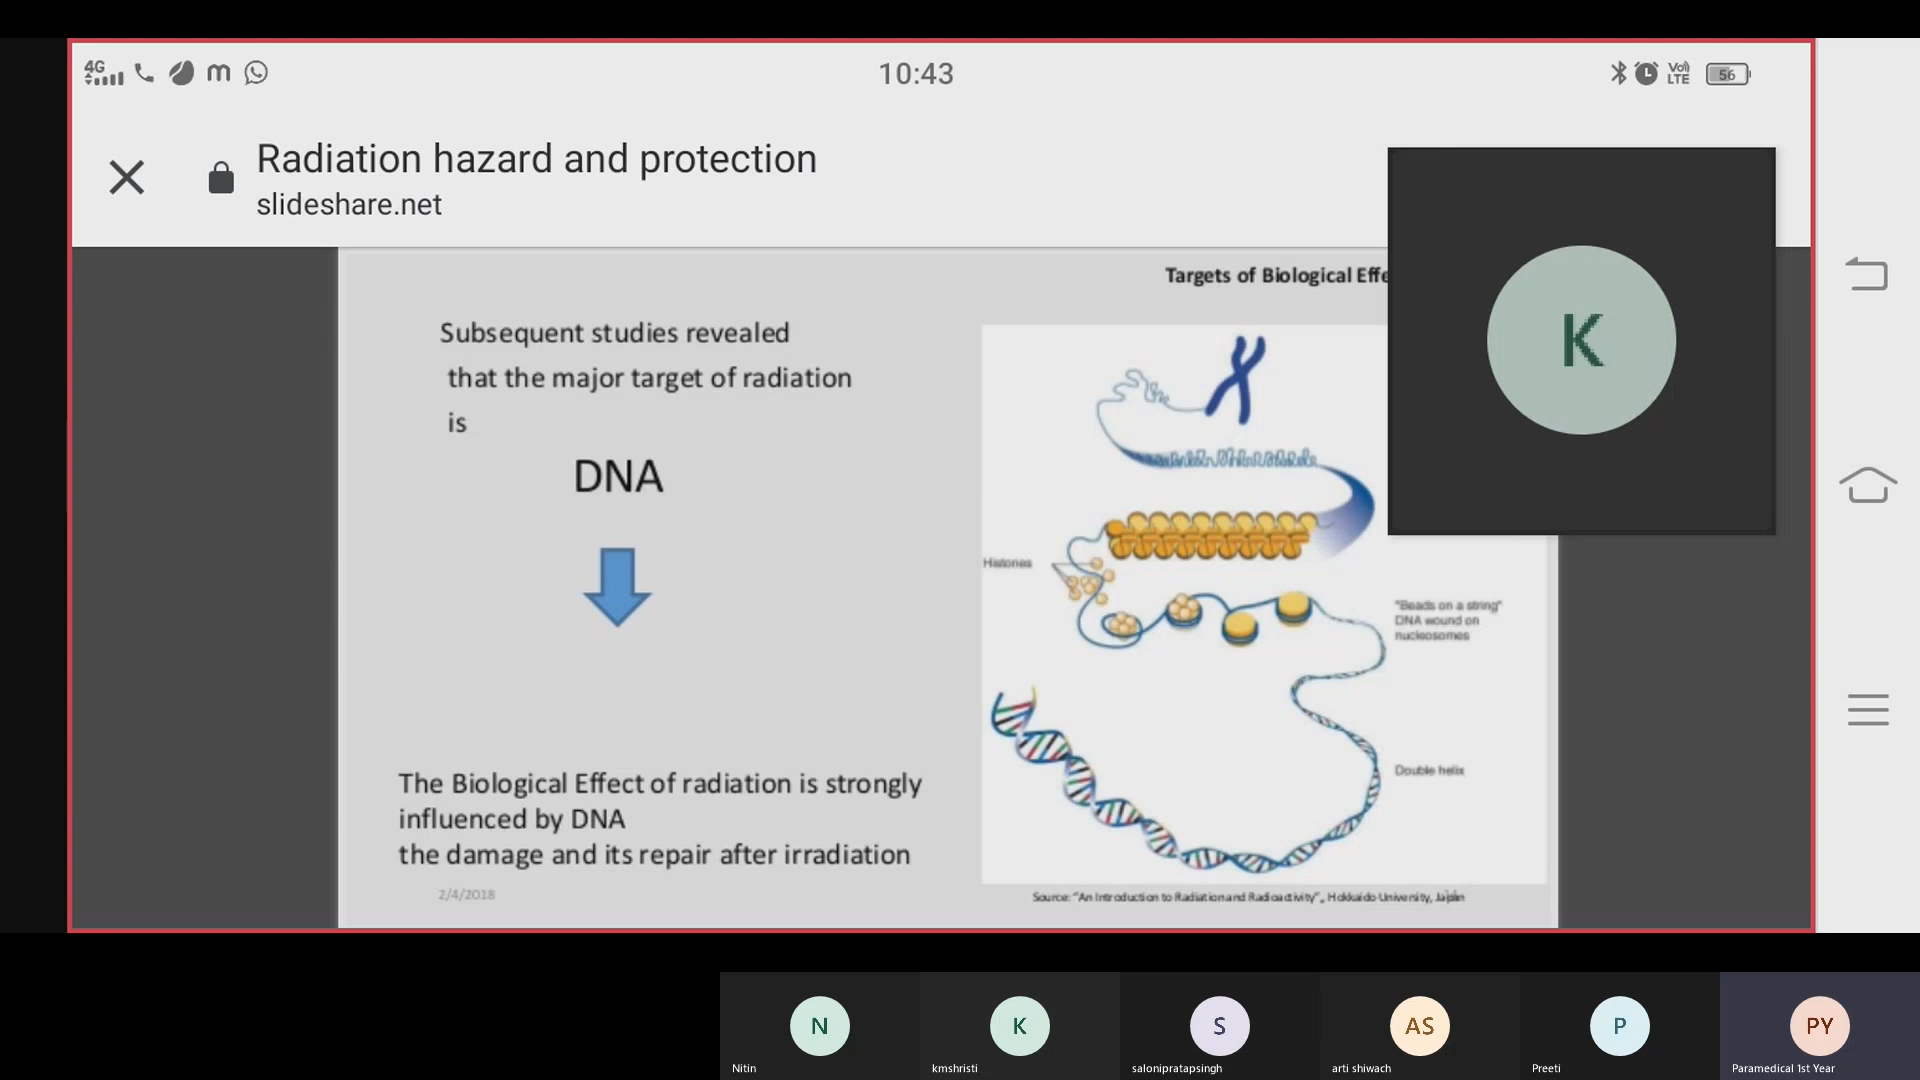 4G
10:43
Vo))
LTE
56
Radiation hazard and protection
slideshare.net
K
Targets of Biological Effe
Subsequent studies revealed
that the major target of radiation
is
DNA
Histones
"Beads on a string"
DNA wound on
nucleosomes
Double helix
The Biological Effect of radiation is strongly
influenced by DNA
the damage and its repair after irradiation
2/4/2018
Source: "An Introduction to Radiation and Radioactivity", Hokkaido University, Japan
N
K
S
AS
P
PY
Nitin
kmshristi
salonipratapsingh
arti shiwach
Preeti
Paramedical 1st Year